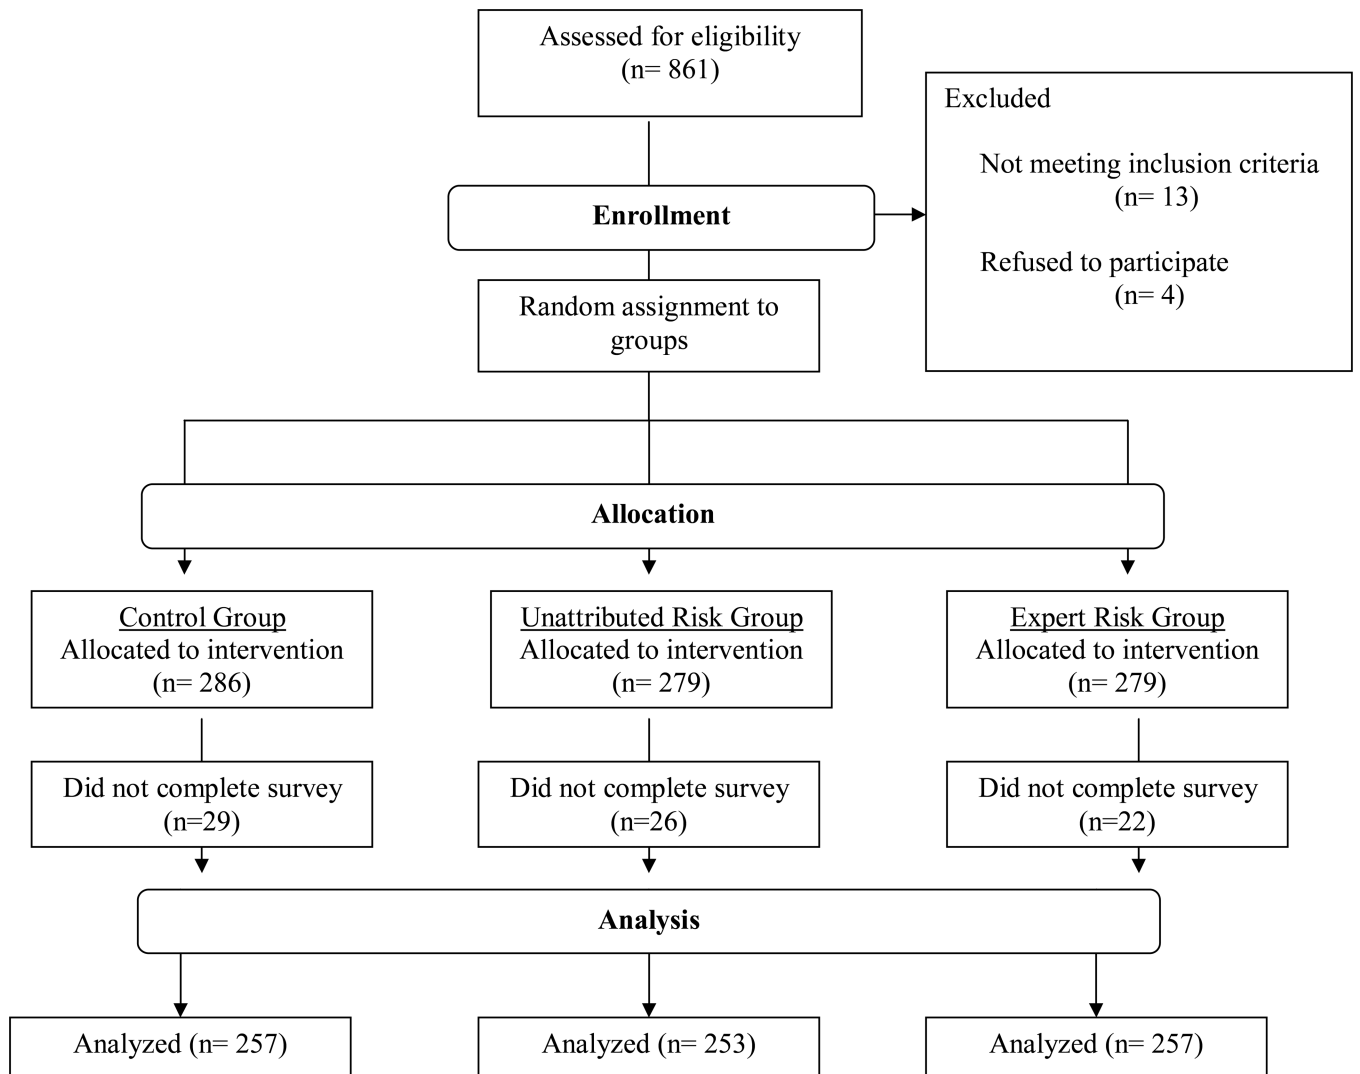 Assessed for eligibility
(n= 861)
Excluded
Not meeting inclusion criteria
(n= 13)
Refused to participate
(n= 4)
Enrollment
Random assignment to
groups
Allocation
Control Group
Allocated to intervention
(n= 286)
Unattributed Risk Group
Allocated to intervention
(n= 279)
Expert Risk Group
Allocated to intervention
(n= 279)
Did not complete survey
(n=29)
Did not complete survey
(n=26)
Did not complete survey
(n=22)
Analysis
Analyzed (n= 257)
Analyzed (n= 253)
Analyzed (n= 257)